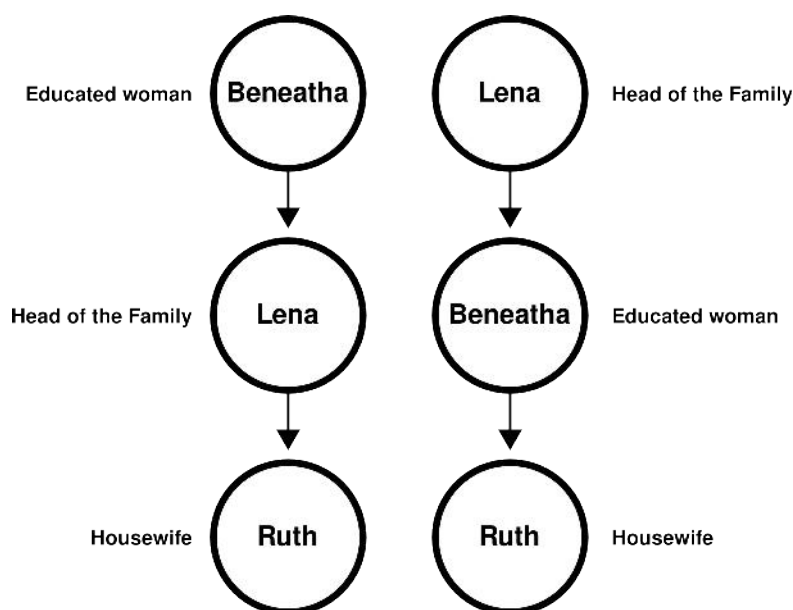 Educated woman Beneatha Lena Head of the Family
Head of the Family Lena Beneatha Educated woman
Housewife Ruth Ruth Housewife